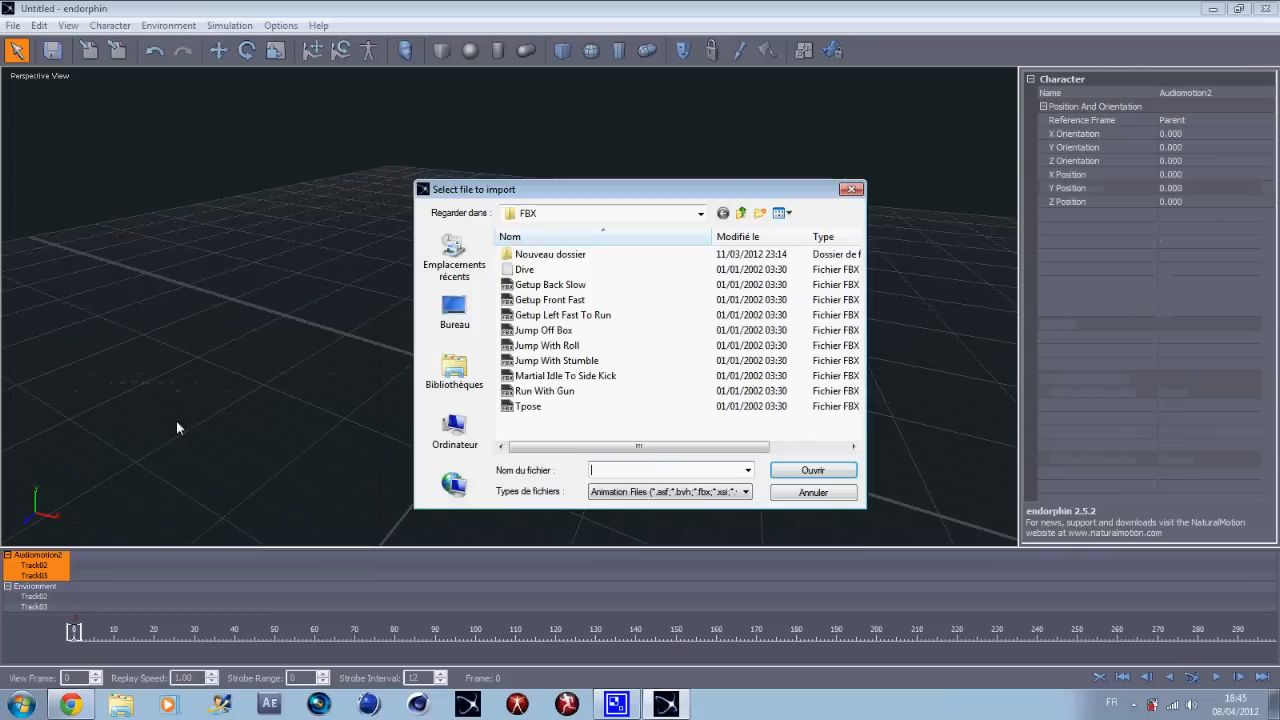 Untitled - endorphin
File Edit View Character Environment Simulation Options Help
Perspective View
Character
Name Audiomotion2
Position And Orientation
Reference Frame Parent
X Orientation 0.000
Y Orientation 0.000
Z Orientation 0.000
X Position 0.000
Y Position 0.000
Z Position 0.000
Select file to import
Regarder dans : FBX
Nom Modifié le Type
Nouveau dossier 11/03/2012 23:14 Dossier de f
Dive 01/01/2002 03:30 Fichier FBX
Getup Back Slow 01/01/2002 03:30 Fichier FBX
Getup Front Fast 01/01/2002 03:30 Fichier FBX
Getup Left Fast To Run 01/01/2002 03:30 Fichier FBX
Jump Off Box 01/01/2002 03:30 Fichier FBX
Jump With Roll 01/01/2002 03:30 Fichier FBX
Jump With Stumble 01/01/2002 03:30 Fichier FBX
Martial Idle To Side Kick 01/01/2002 03:30 Fichier FBX
Run With Gun 01/01/2002 03:30 Fichier FBX
Tpose 01/01/2002 03:30 Fichier FBX
Emplacements
récents
Bureau
Bibliothèques
Ordinateur
Nom du fichier : Ouvrir
Types de fichiers : Animation Files (*.asf;*.bvh;*.fbx;*.xsi;* Annuler
endorphin 2.5.2
For news, support and downloads visit the NaturalMotion
website at www.naturalmotion.com
Audiomotion2
Track02
Track03
Environment
Track02
Track03
0 10 20 30 40 50 60 70 80 90 100 110 120 130 140 150 160 170 180 190 200 210 220 230 240 250 260 270 280 290
View Frame: 0 Replay Speed: 1.00 Strobe Range: 0 Strobe Interval: 12 Frame: 0
Ae
FR 18:45
08/04/2012